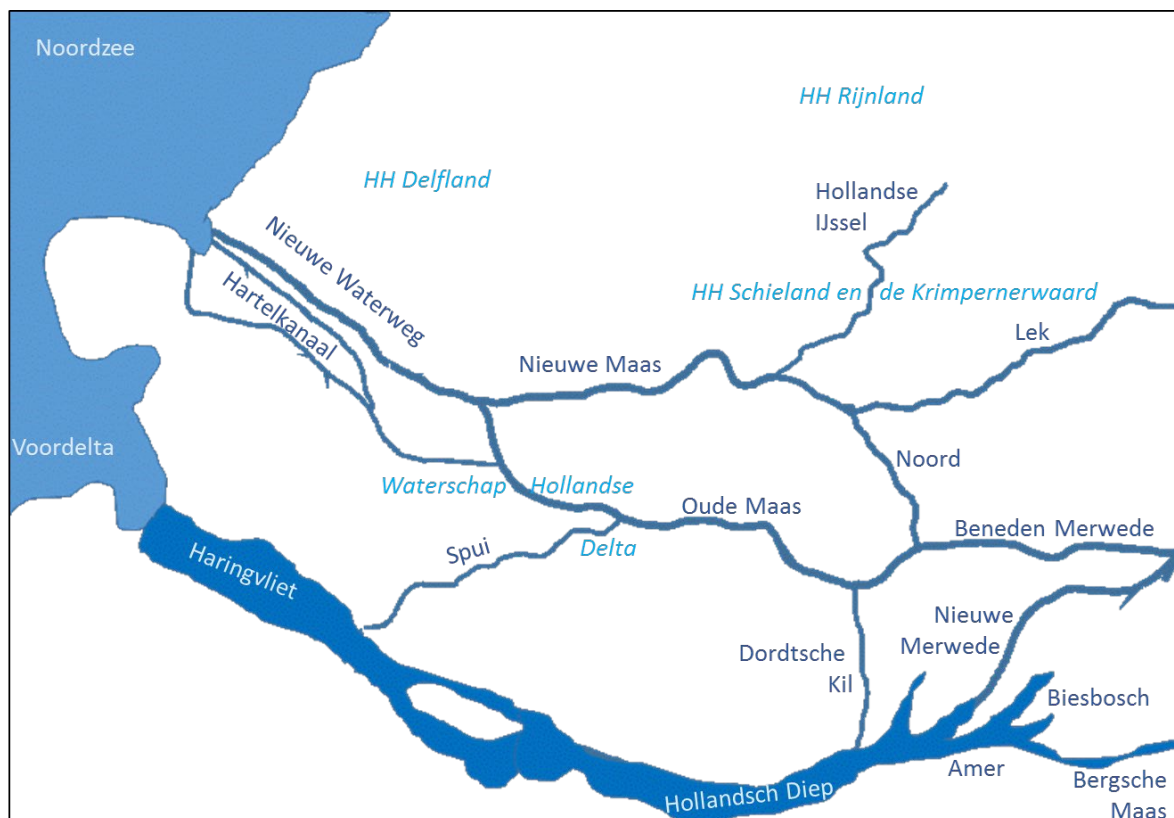 Noordzee
HH Rijnland
HH Delfland
Hollandse
IJssel
Nieuwe Waterweg
Hartelkanaal
HH Schieland en de Krimpernerwaard
Lek
Nieuwe Maas
Voordelta
Noord
Waterschap Hollandse
Delta
Oude Maas
Beneden Merwede
Spui
Haringvliet
Nieuwe
Merwede
Dordtsche
Kil
Biesbosch
Amer
Bergsche
Maas
Hollandsch Diep